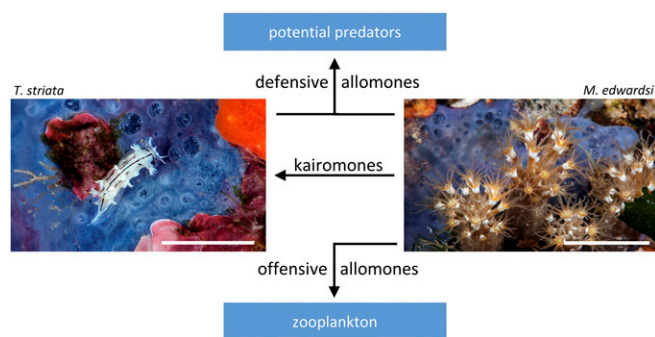 potential predators
T. striata
M. edwardsi
defensive allomones
kairomones
offensive allomones
zooplankton